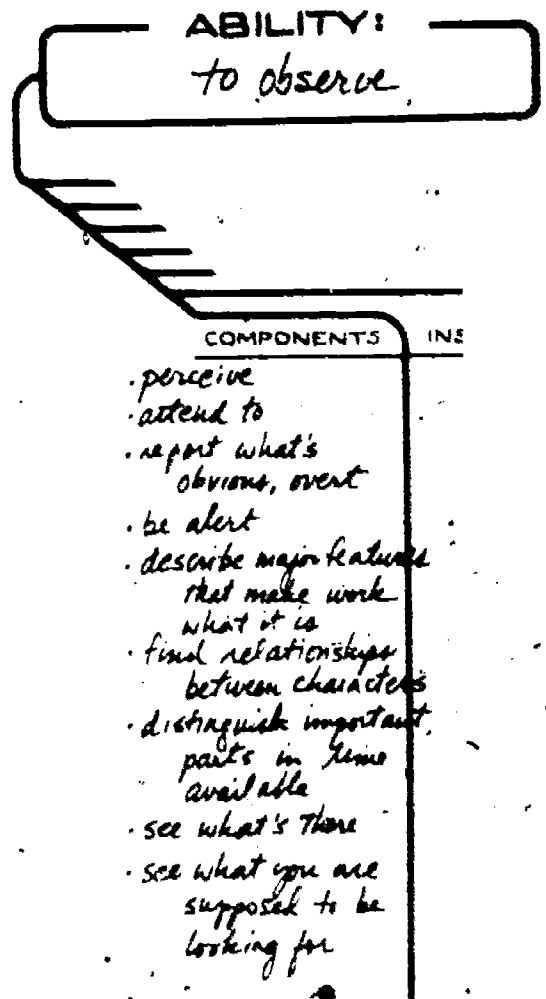 ABILITY:
to observe
COMPONENTS INS
· perceive
· attend to
· report what's
obvious, overt
· be alert
· describe major features
that make work
what it is
· find relationships
between characters
· distinguish important
parts in time
available
· see what's there
· see what you are
supposed to be
looking for